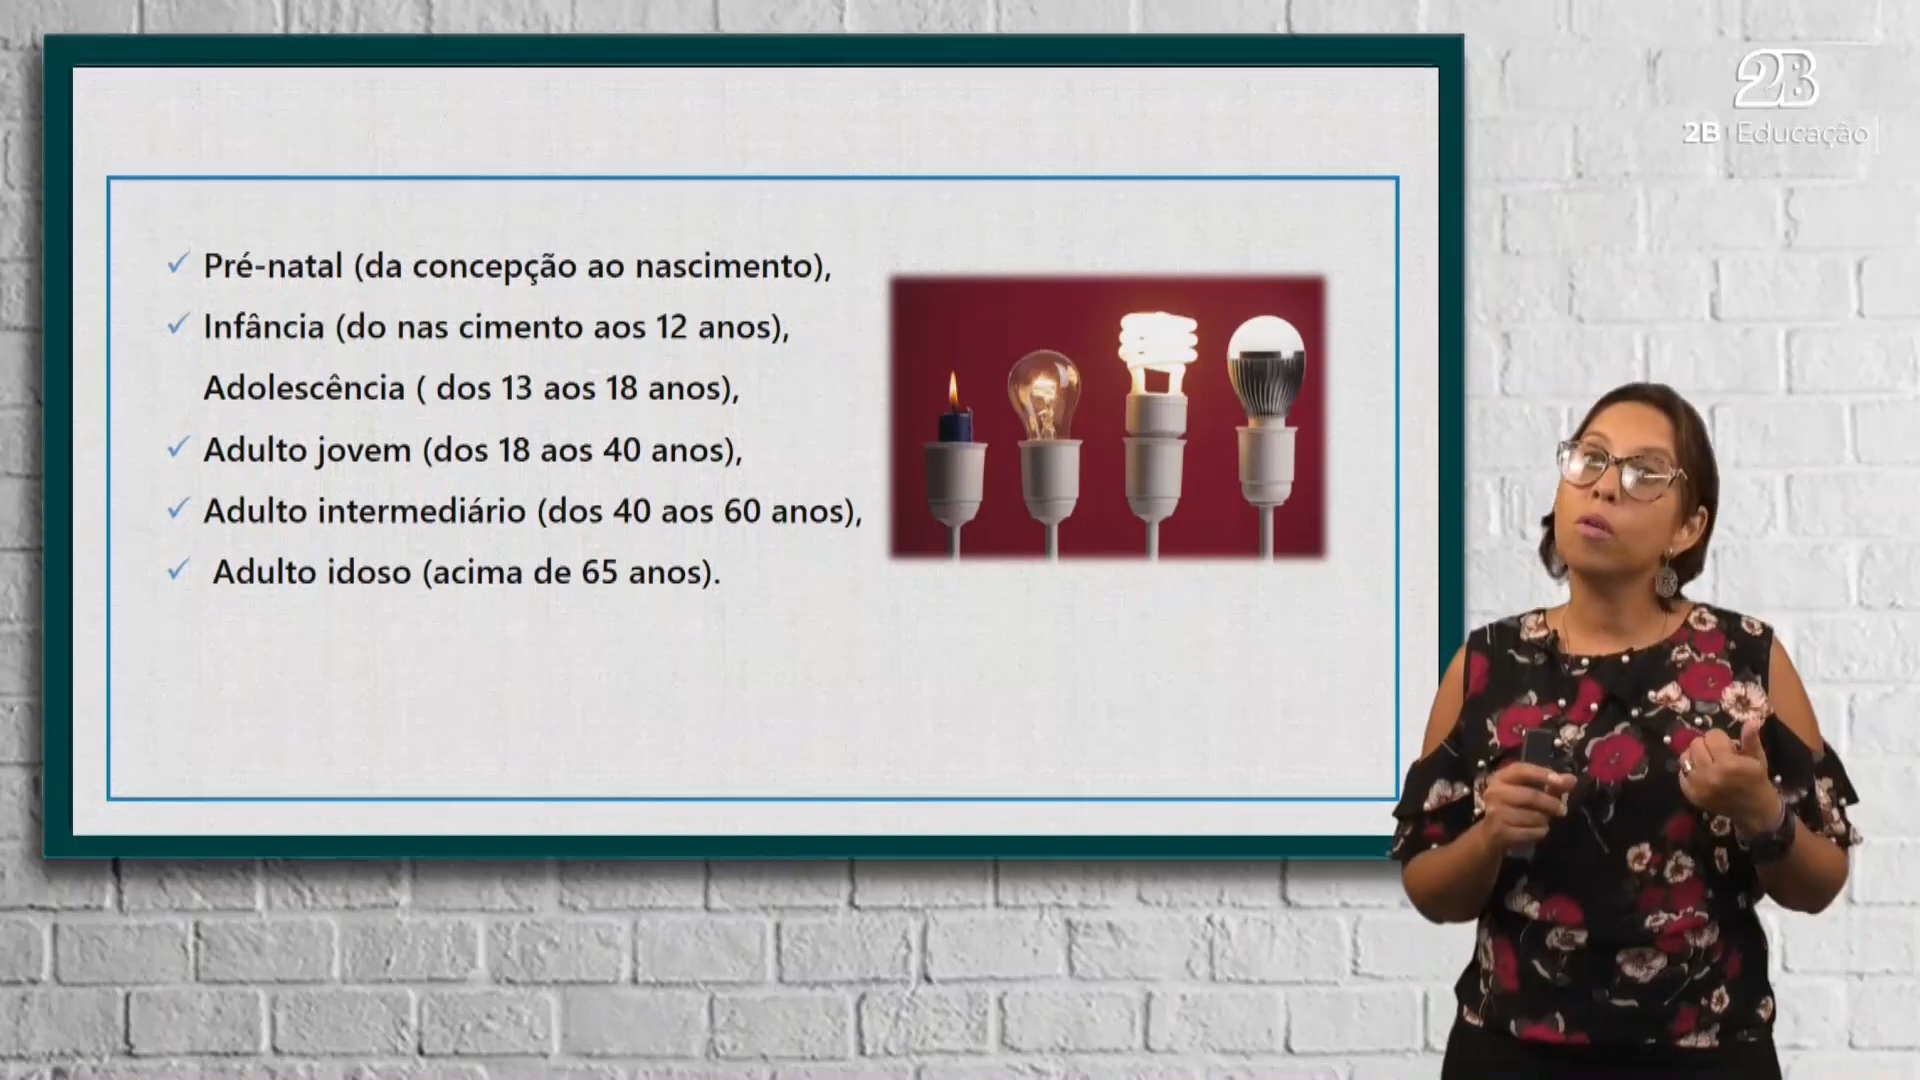 2B
2B Educação
Pré-natal (da concepção ao nascimento),
Infância (do nas cimento aos 12 anos),
Adolescência ( dos 13 aos 18 anos),
Adulto jovem (dos 18 aos 40 anos),
Adulto intermediário (dos 40 aos 60 anos),
Adulto idoso (acima de 65 anos).